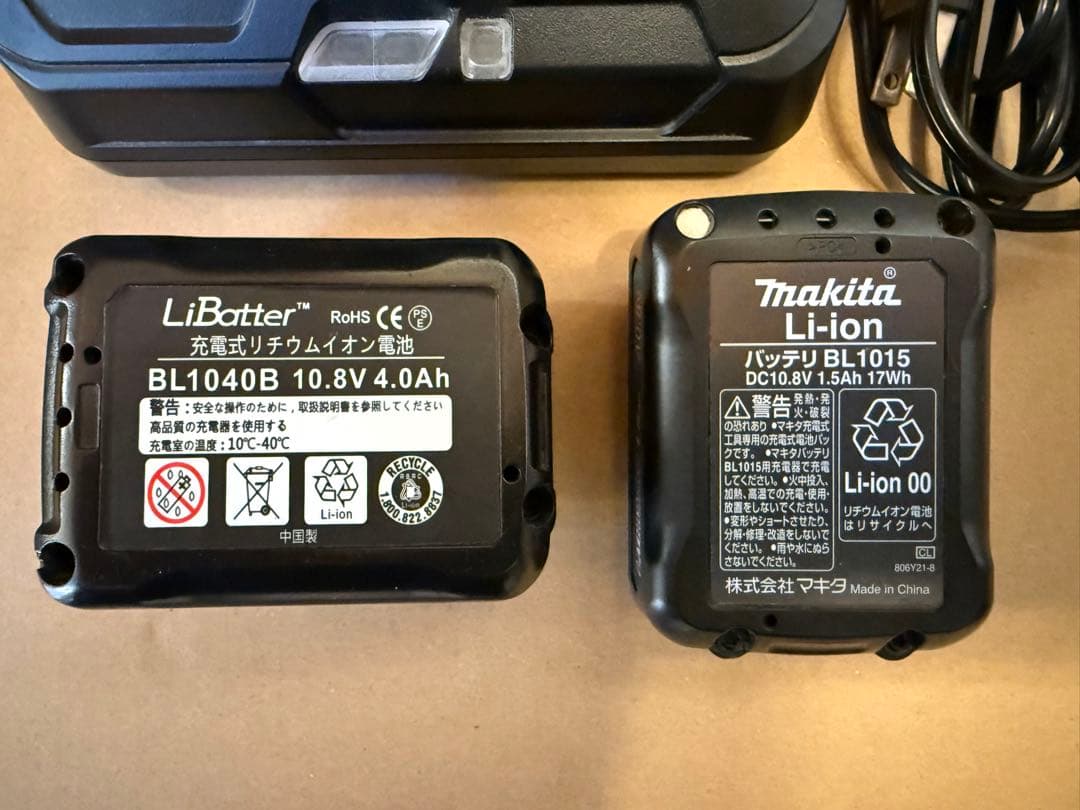 LiBatter™ RoHS CE PS E
充電式リチウムイオン電池
BL1040B 10.8V 4.0Ah
警告：安全な操作のために，取扱説明書を参照してください
高品質の充電器を使用する
充電室の温度：10℃-40℃
Li-ion
RECYCLE
Li-ion
1.800.822.8837
中国製
>PC<
makita®
Li-ion
バッテリ BL1015
DC10.8V 1.5Ah 17Wh
警告 発熱・発
火・破裂
の恐れあり ●マキタ充電式
工具専用の充電式電池パッ
クです。 ●マキタバッテリ
BL1015用充電器で充電
してください。●火中投入、
加熱、高温での充電・使用・
放置をしないでください。
●変形やショートさせたり、
分解・修理・改造をしないで
ください。 ●雨や水にぬら
さないでください。
Li-ion 00
リチウムイオン電池
はリサイクルへ
CL
806Y21-8
株式会社マキタ Made in China